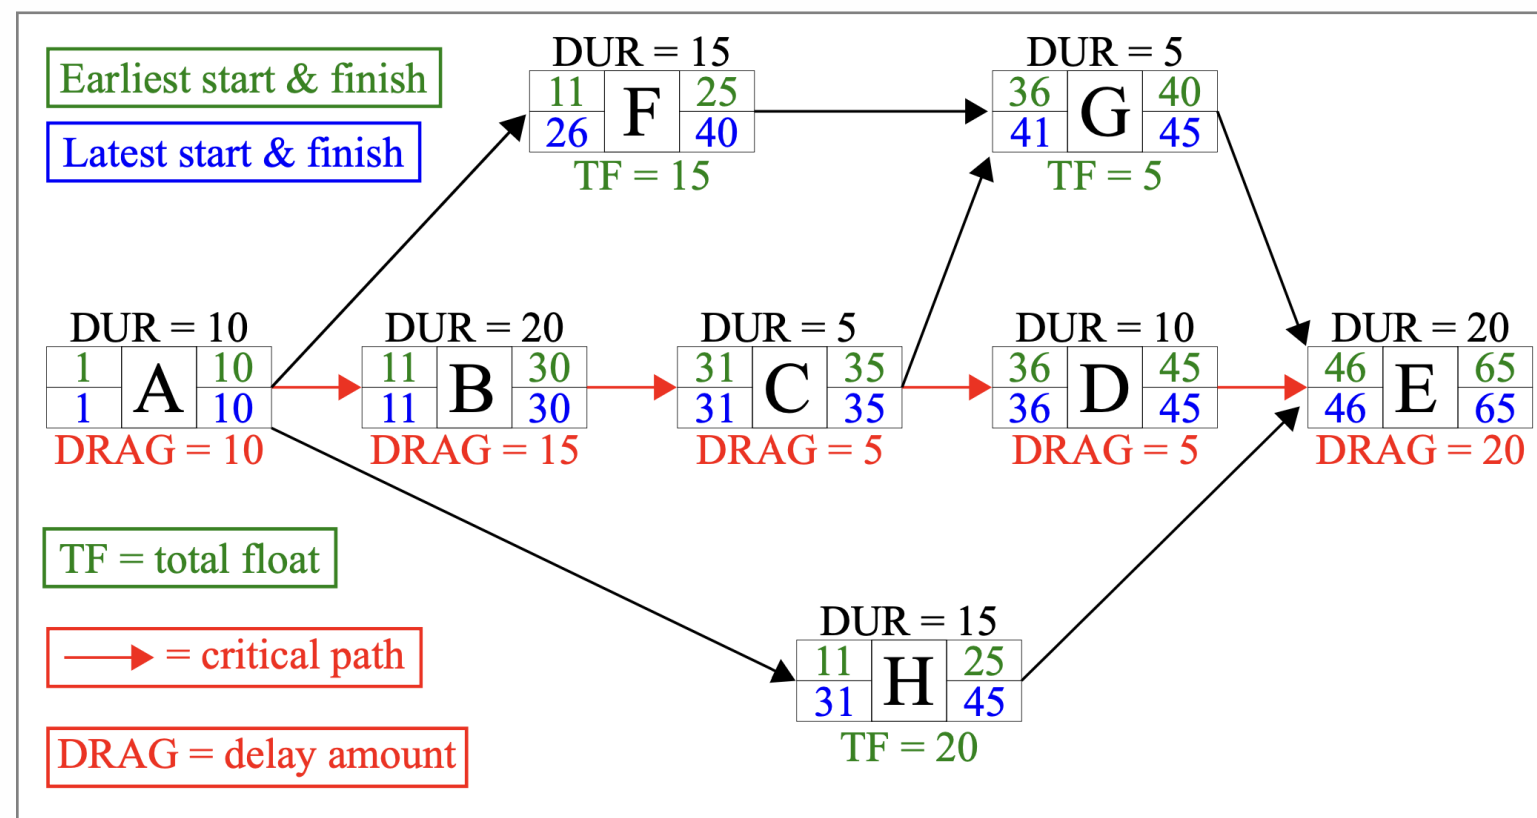 Earliest start & finish
Latest start & finish
DUR = 15
11 F 25
26 40
TF = 15
DUR = 5
36 G 40
41 45
TF = 5
DUR = 10
1 A 10
1 10
DRAG = 10
DUR = 20
11 B 30
11 30
DRAG = 15
DUR = 5
31 C 35
31 35
DRAG = 5
DUR = 10
36 D 45
36 45
DRAG = 5
DUR = 20
46 E 65
46 65
DRAG = 20
TF = total float
= critical path
DRAG = delay amount
DUR = 15
11 H 25
31 45
TF = 20